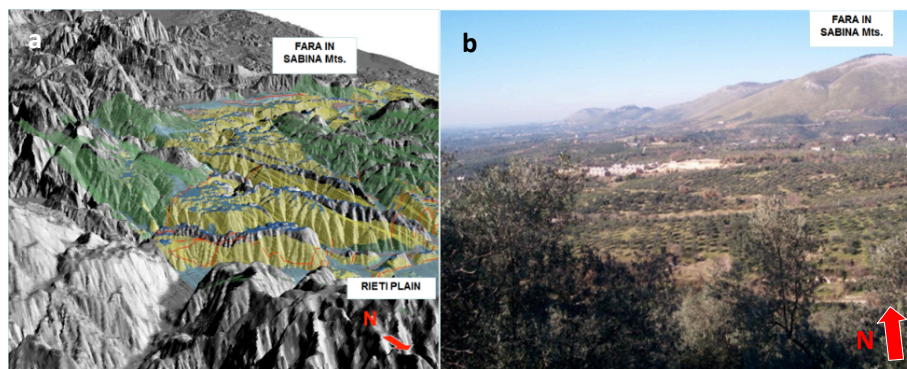 a
FARA IN
SABINA Mts.
RIETI PLAIN
N
b
FARA IN
SABINA Mts.
N